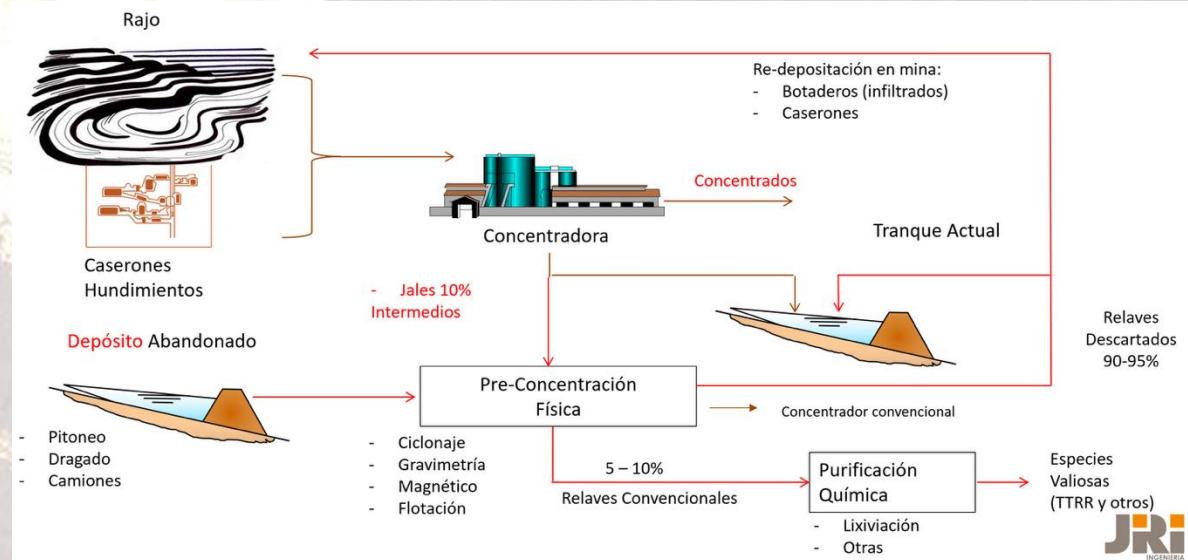 Rajo
Re-depositación en mina:
- Botaderos (infiltrados)
- Caserones
Concentrados
Concentradora
Tranque Actual
Caserones
Hundimientos
- Jales 10%
Intermedios
Relaves
Descartados
90-95%
Depósito Abandonado
Pre-Concentración
Física
Concentrador convencional
- Pitoneo
- Dragado
- Camiones
- Ciclonaje
- Gravimetría
- Magnético
- Flotación
5 – 10%
Relaves Convencionales
Purificación
Química
Especies
Valiosas
(TTRR y otros)
- Lixiviación
- Otras
JRi
INGENIERIA